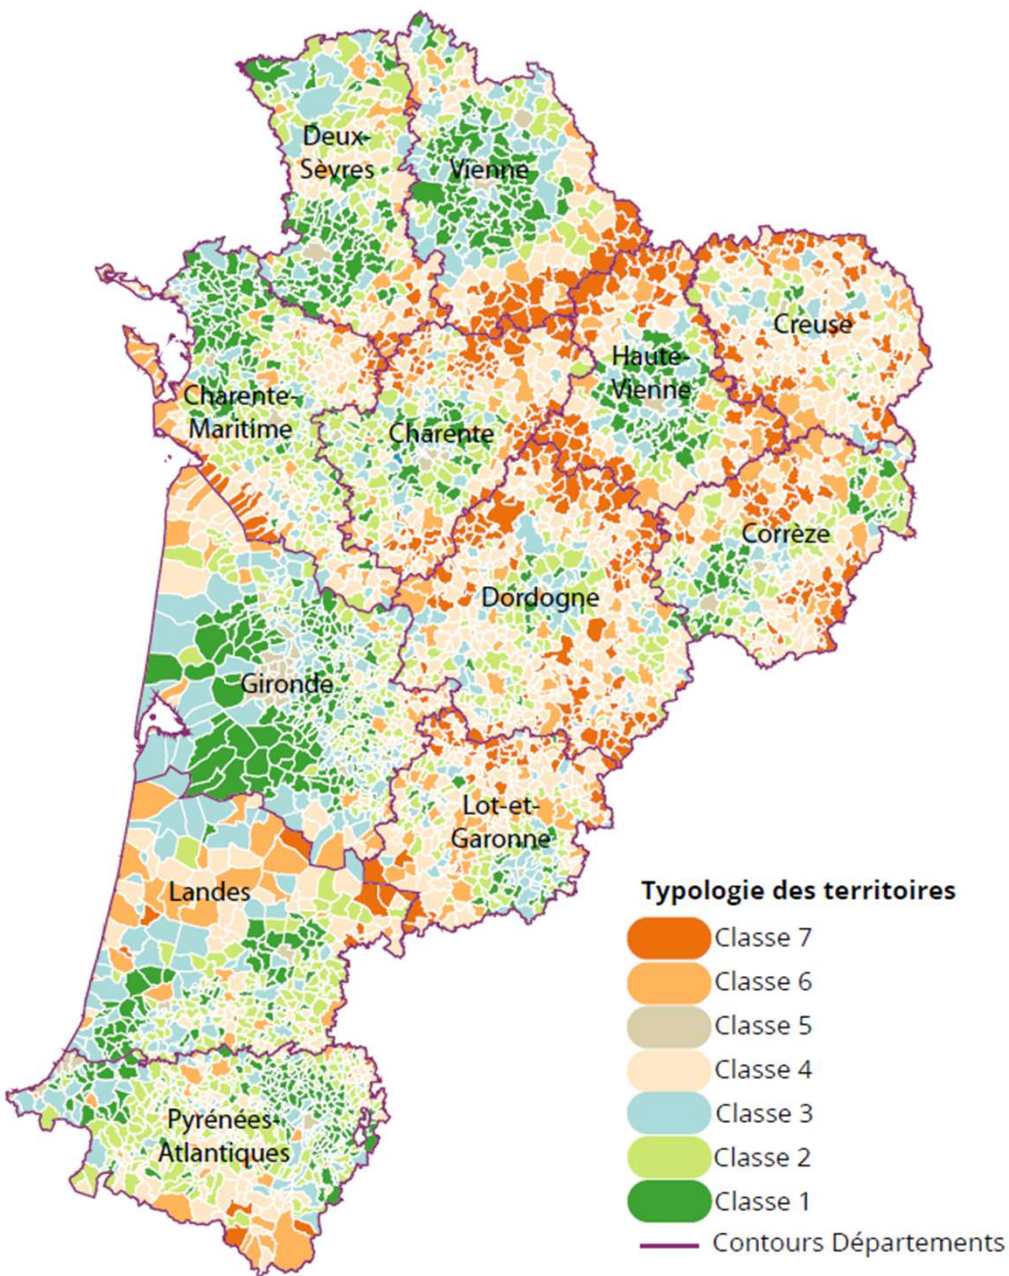 Deux-
Sèvres
Vienne
Creuse
Haute-
Vienne
Charente-
Maritime
Charente
Corrèze
Dordogne
Gironde
Lot-et-
Garonne
Landes
Pyrénées-
Atlantiques
Typologie des territoires
Classe 7
Classe 6
Classe 5
Classe 4
Classe 3
Classe 2
Classe 1
Contours Départements